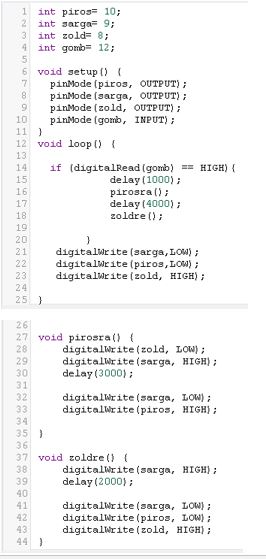 1 int piros= 10;
2 int sarga= 9;
3 int zold= 8;
4 int gomb= 12;
5
6 void setup() {
7 pinMode(piros, OUTPUT);
8 pinMode(sarga, OUTPUT);
9 pinMode(zold, OUTPUT);
10 pinMode(gomb, INPUT);
11 }
12 void loop() {
13
14 if (digitalRead(gomb) == HIGH){
15 delay(1000);
16 pirosra();
17 delay(4000);
18 zoldre();
19
20 }
21 digitalWrite(sarga,LOW);
22 digitalWrite(piros,LOW);
23 digitalWrite(zold, HIGH);
24
25 }
26
27 void pirosra() {
28 digitalWrite(zold, LOW);
29 digitalWrite(sarga, HIGH);
30 delay(3000);
31
32 digitalWrite(sarga, LOW);
33 digitalWrite(piros, HIGH);
34
35 }
36
37 void zoldre() {
38 digitalWrite(sarga, HIGH);
39 delay(2000);
40
41 digitalWrite(sarga, LOW);
42 digitalWrite(piros, LOW);
43 digitalWrite(zold, HIGH);
44 }